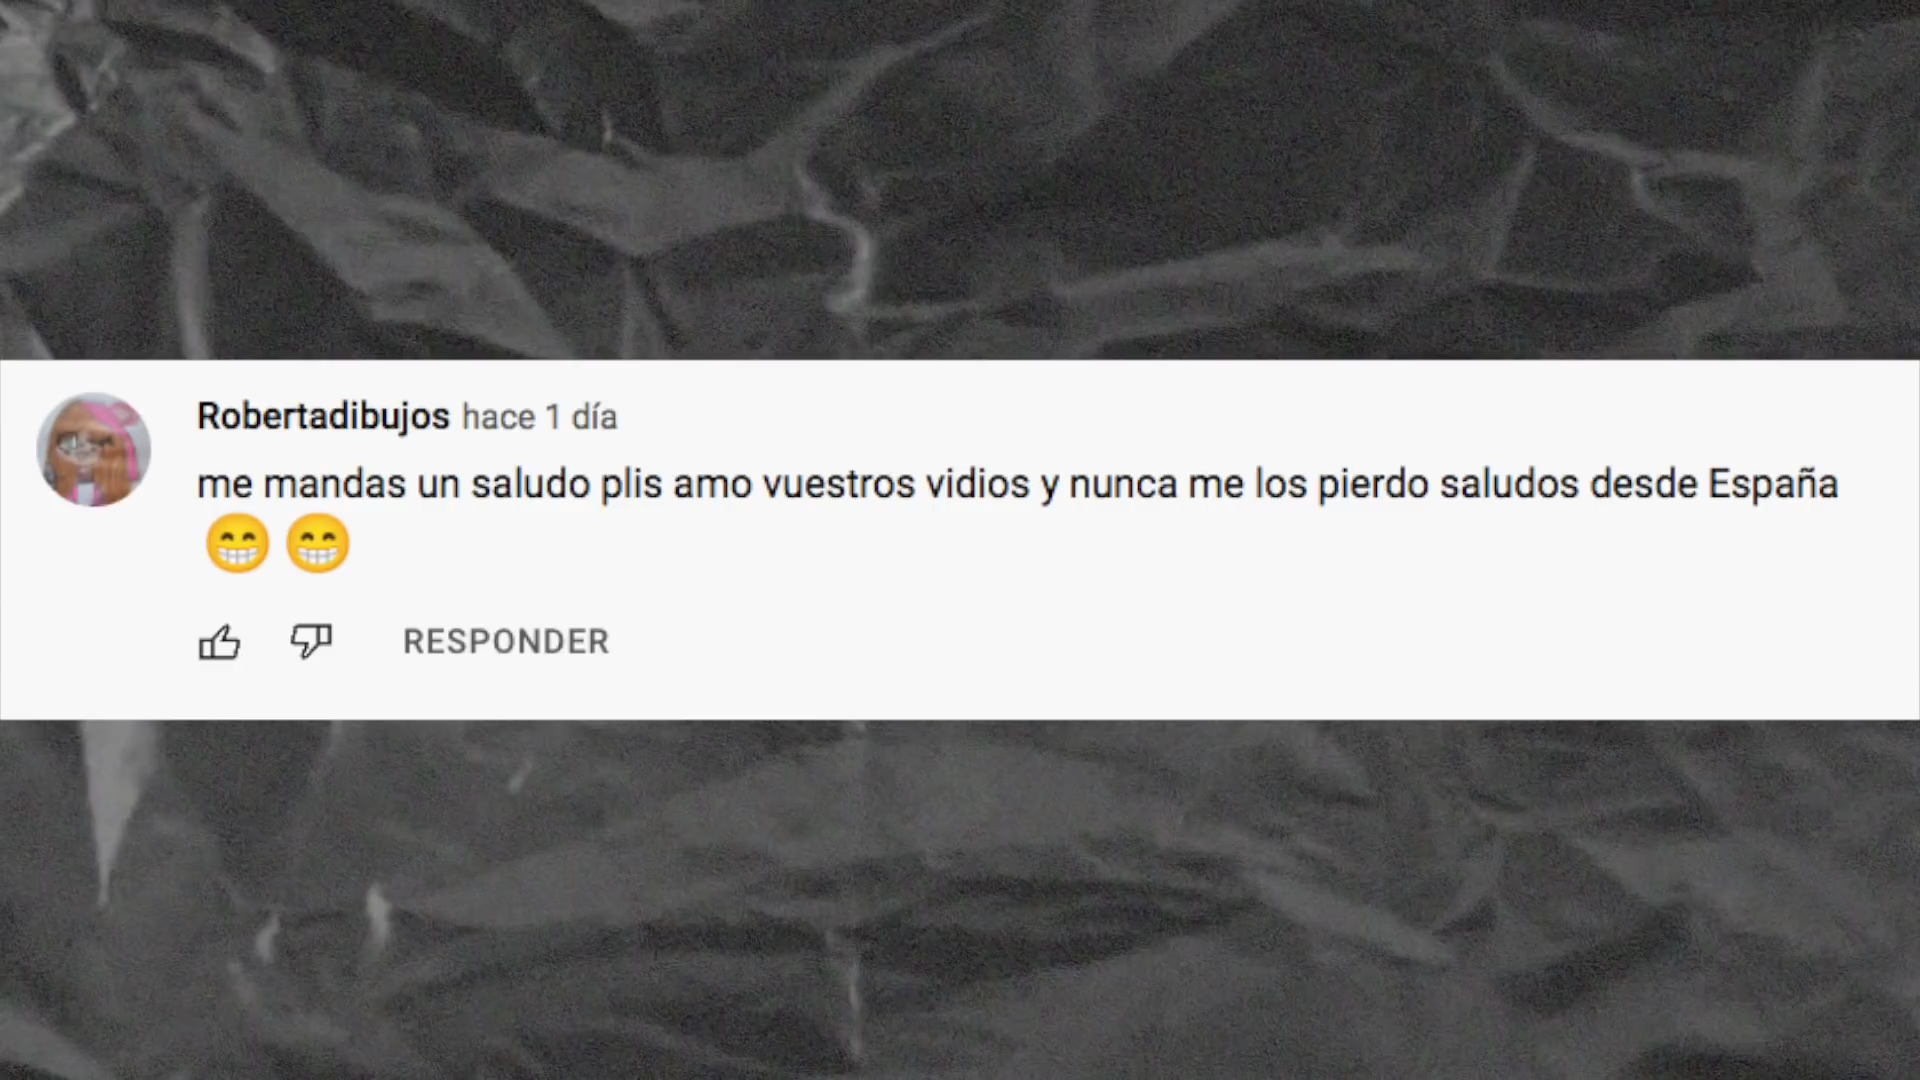 Robertadibujos hace 1 día
me mandas un saludo plis amo vuestros vidios y nunca me los pierdo saludos desde España
😁 😁
RESPONDER